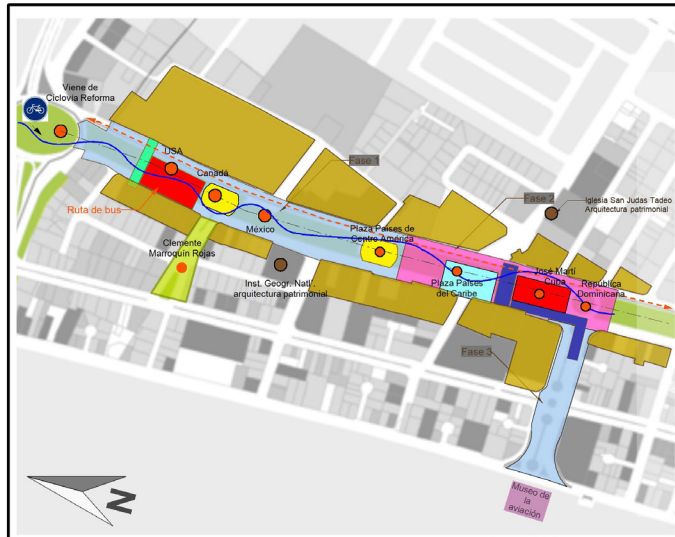 Viene de
Ciclovia Reforma
USA
Canadá
Fase 1
Ruta de bus
México
Clemente
Marroquín Rojas
Inst. Geogr. Natl'.
arquitectura patrimonial
Plaza Países de
Centro América
Fase 2
Iglesia San Judas Tadeo
Arquitectura patrimonial
Plaza Países
del Caribe
José Martí
Cuba
República
Dominicana
Fase 3
Museo de
la
aviación
N